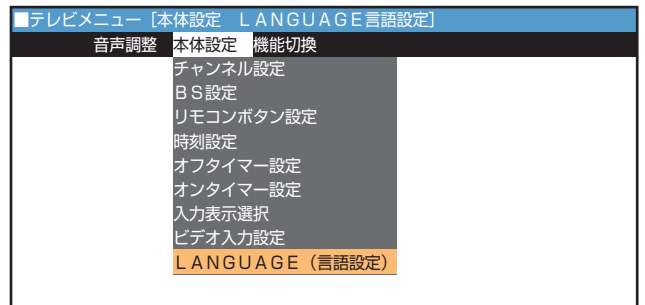 ■テレビメニュー［本体設定　ＬＡＮＧＵＡＧＥ言語設定］
音声調整　本体設定　機能切換
チャンネル設定
ＢＳ設定
リモコンボタン設定
時刻設定
オフタイマー設定
オンタイマー設定
入力表示選択
ビデオ入力設定
ＬＡＮＧＵＡＧＥ（言語設定）